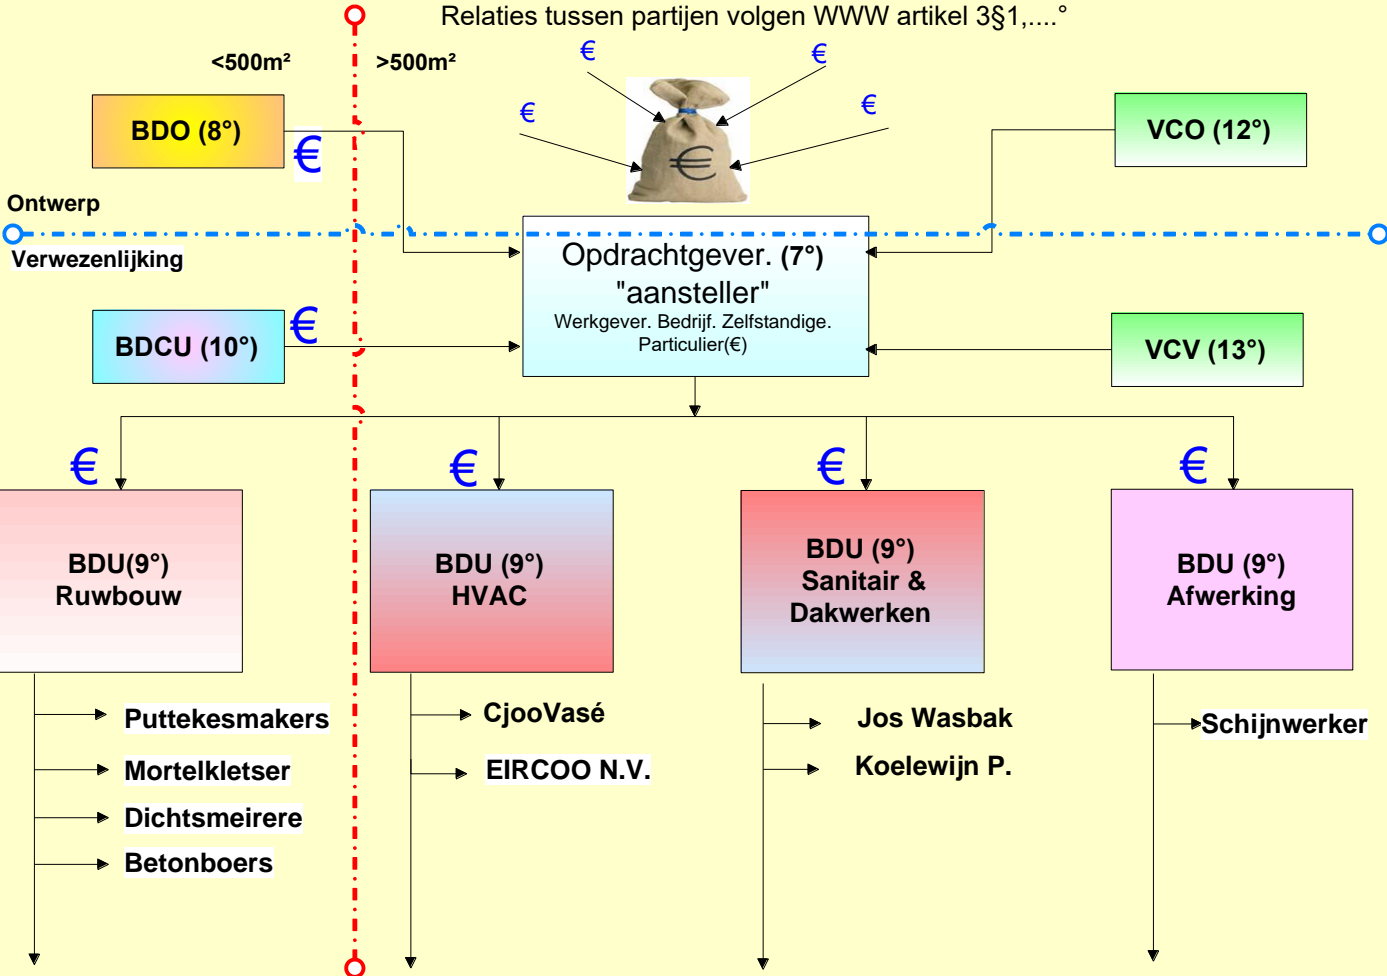 Relaties tussen partijen volgen WWW artikel 3§1,....°
<500m²
>500m²
€
€
€
€
€
BDO (8°)
€
VCO (12°)
Ontwerp
Verwezenlijking
Opdrachtgever. (7°)
"aansteller"
Werkgever. Bedrijf. Zelfstandige.
Particulier(€)
BDCU (10°)
€
VCV (13°)
€
€
€
€
BDU(9°)
Ruwbouw
BDU (9°)
HVAC
BDU (9°)
Sanitair &
Dakwerken
BDU (9°)
Afwerking
Puttekesmakers
Mortelkletser
Dichtsmeirere
Betonboers
CjooVasé
EIRCOO N.V.
Jos Wasbak
Koelewijn P.
Schijnwerker